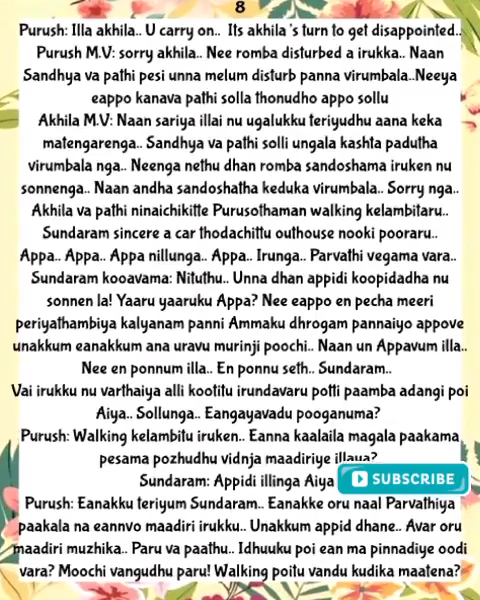 8
Purush: Illa akhila.. U carry on.. Its akhila's turn to get disappointed..
Purush M.V: sorry akhila.. Nee romba disturbed a irukka.. Naan
Sandhya va pathi pesi unna melum disturb panna virumbala..Neeya
eappo kanava pathi solla thonudho appo sollu
Akhila M.V: Naan sariya illai nu ugalukku teriyudhu aana keka
matengarenga.. Sandhya va pathi solli ungala kashta padutha
virumbala nga.. Neenga nethu dhan romba sandoshama iruken nu
sonnenga.. Naan andha sandoshatha keduka virumbala.. Sorry nga..
Akhila va pathi ninaichikitte Purusothaman walking kelambitaru..
Sundaram sincere a car thodachittu outhouse nooki pooraru..
Appa.. Appa.. Appa nillunga.. Appa.. Irunga.. Parvathi vegama vara..
Sundaram kooavama: Nituthu.. Unna dhan appidi koopidadha nu
sonnen la! Yaaru yaaruku Appa? Nee eappo en pecha meeri
periyathambiya kalyanam panni Ammaku dhrogam pannaiyo appove
unakkum eanakkum ana uravu murinji poochi.. Naan un Appavum illa..
Nee en ponnum illa.. En ponnu seth.. Sundaram..
Vai irukku nu varthaiya alli kootitu irundavaru potti paamba adangi poi
Aiya.. Sollunga.. Eangayavadu pooganuma?
Purush: Walking kelambitu iruken.. Eanna kaalaila magala paakama
pesama pozhudhu vidnja maadiriye illaya?
Sundaram: Appidi illinga Aiya
SUBSCRIBE
Purush: Eanakku teriyum Sundaram.. Eanakke oru naal Parvathiya
paakala na eannvo maadiri irukku.. Unakkum appid dhane.. Avar oru
maadiri muzhika.. Paru va paathu.. Idhuuku poi ean ma pinnadiye oodi
vara? Moochi vangudhu paru! Walking poitu vandu kudika maatena?